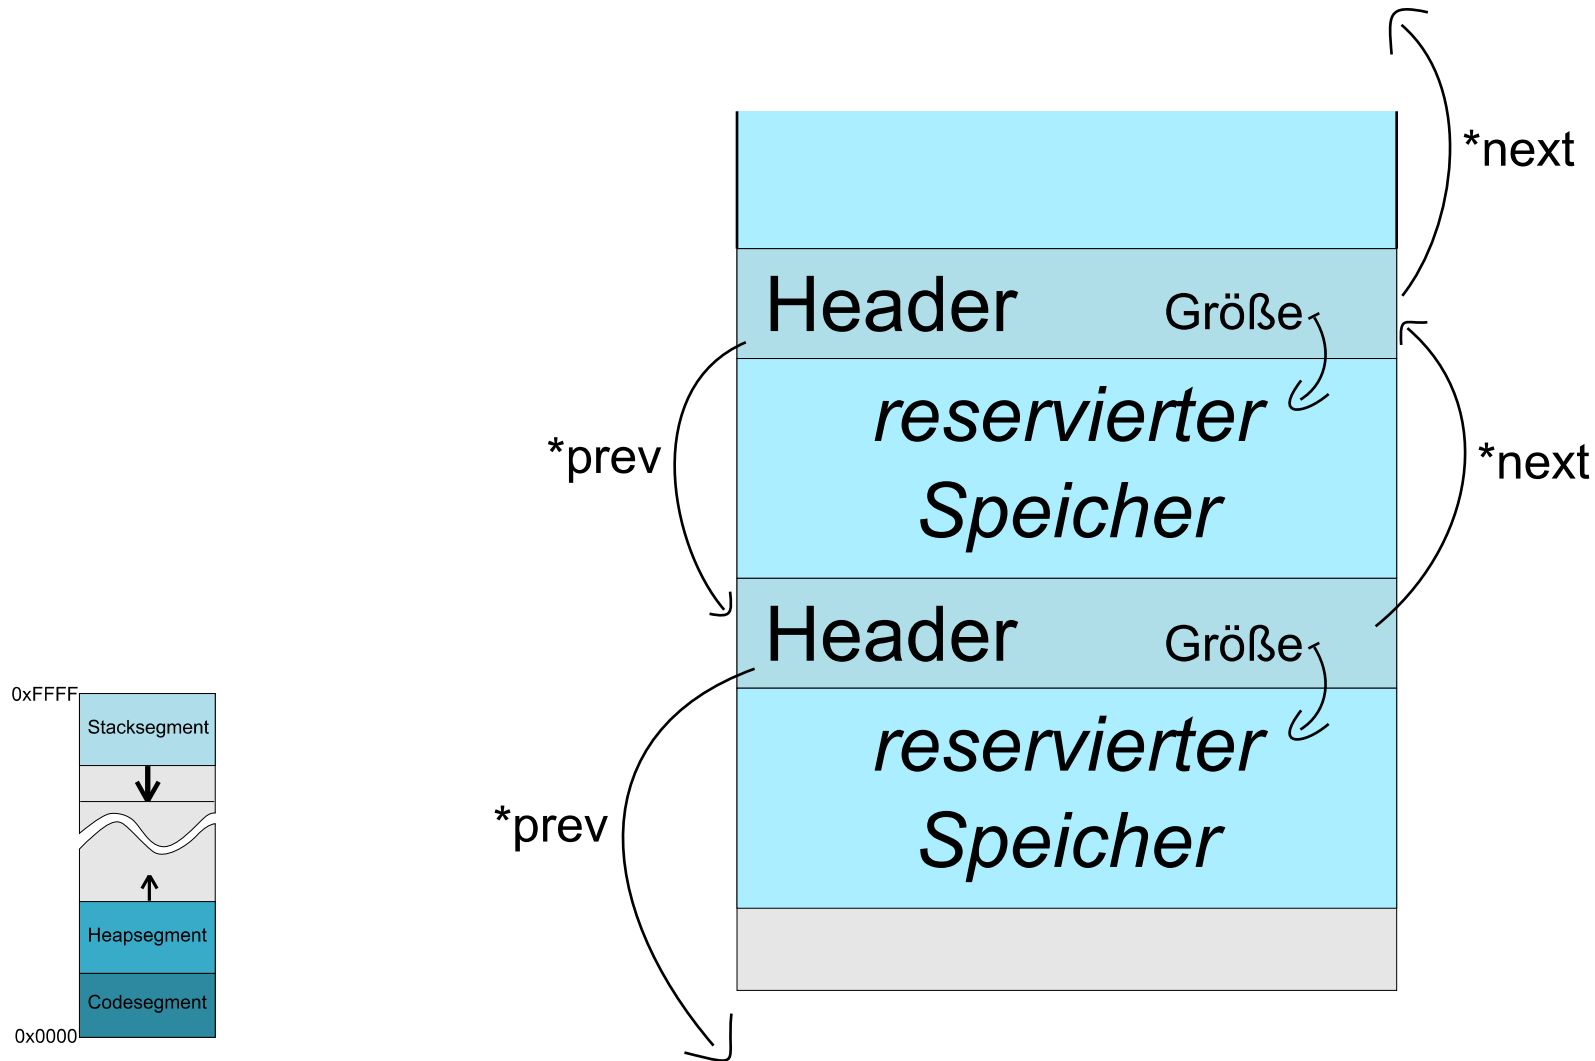 *next
Header Größe
*prev
reservierter
Speicher
*next
Header Größe
*prev
reservierter
Speicher
0xFFFF
Stacksegment
Heapsegment
Codesegment
0x0000